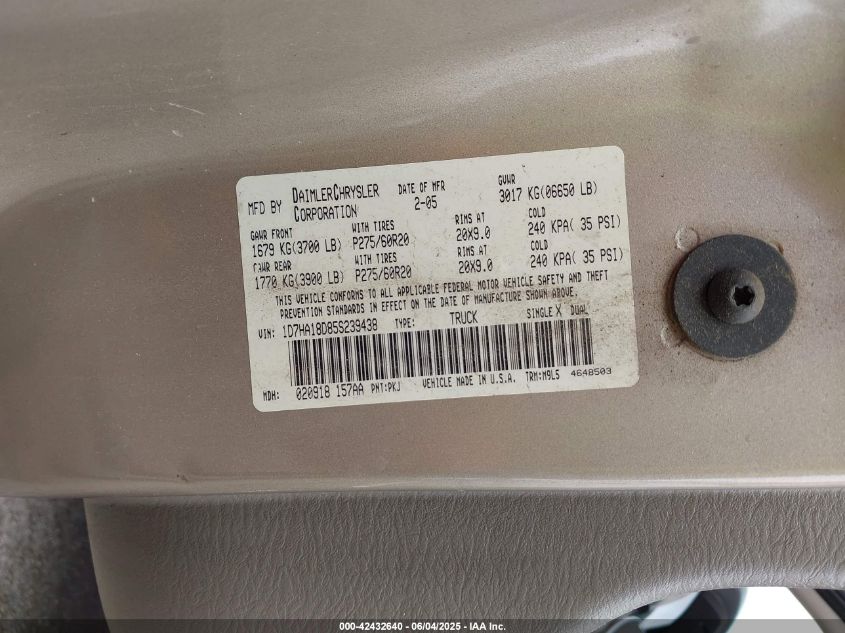 MFD BY DAIMLERCHRYSLER CORPORATION DATE OF MFR 2-05 GVWR 3017 KG(06650 LB)
GAWR FRONT WITH TIRES RIMS AT COLD
1679 KG(3700 LB) P275/60R20 20X9.0 240 KPA( 35 PSI)
GAWR REAR WITH TIRES RIMS AT COLD
1770 KG(3900 LB) P275/60R20 20X9.0 240 KPA( 35 PSI)
THIS VEHICLE CONFORMS TO ALL APPLICABLE FEDERAL MOTOR VEHICLE SAFETY AND THEFT
PREVENTION STANDARDS IN EFFECT ON THE DATE OF MANUFACTURE SHOWN ABOVE.
VIN: 1D7HA18D85S239438 TYPE: TRUCK SINGLE X DUAL
MDH: 020918 157AA PNT:PKJ VEHICLE MADE IN U.S.A. TRM:M9L5 4648503
000-42432640 - 06/04/2025 - IAA Inc.